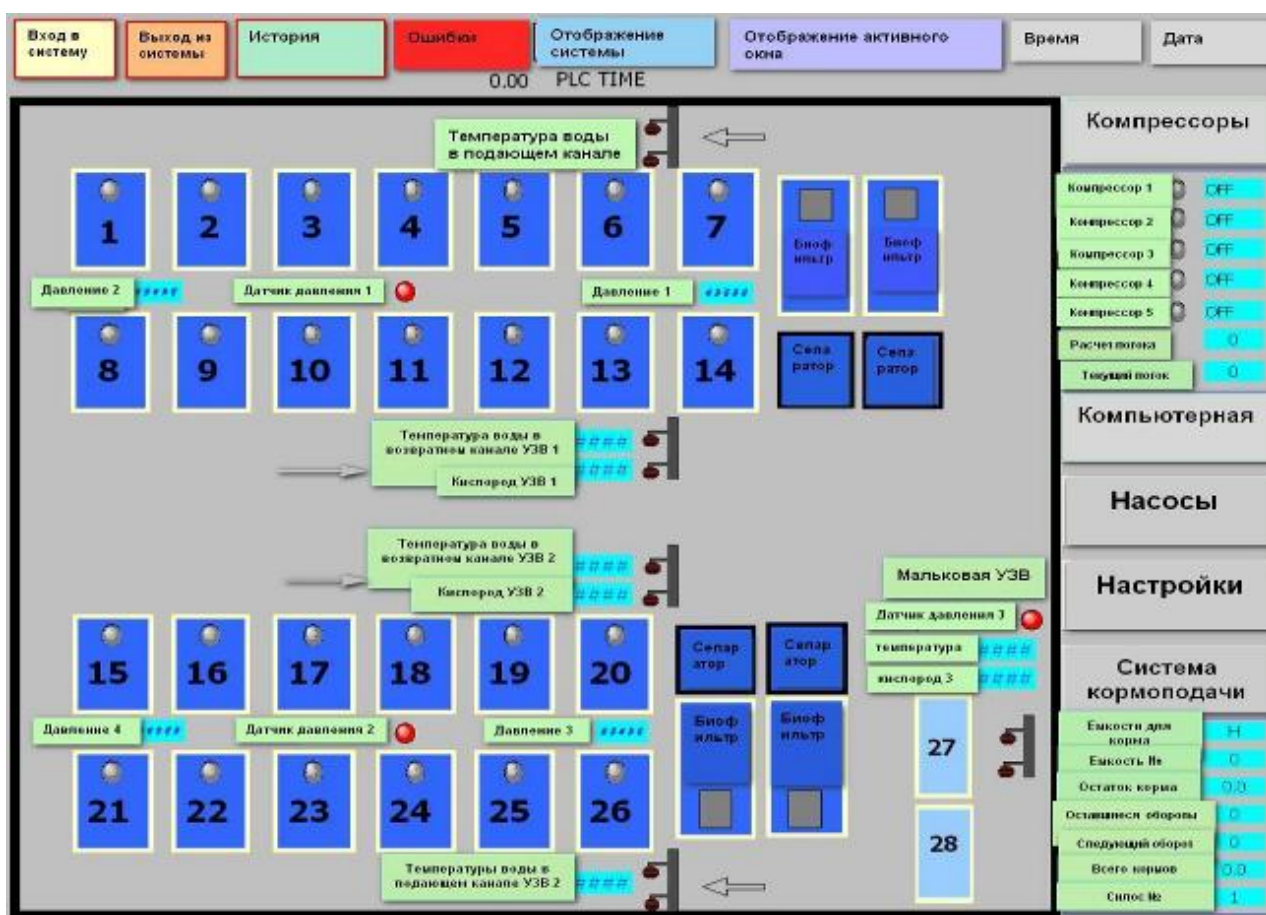 Вход в
систему
Выход из
системы
История
Ошибки
Отображение
системы
Отображение активного
окна
Время
Дата
0.00 PLC TIME
Температура воды
в подающем канале
1
2
3
4
5
6
7
Биоф
ильтр
Биоф
ильтр
Давление 2 #####
Датчик давления 1
Давление 1 #####
8
9
10
11
12
13
14
Сепа
ратор
Сепа
ратор
Температура воды в
возвратном канале УЗВ 1
####
Кислород УЗВ 1
####
Температура воды в
возвратном канале УЗВ 2
####
Кислород УЗВ 2
####
15
16
17
18
19
20
Сепар
атор
Сепар
атор
Давление 4 #####
Датчик давления 2
Давление 3 #####
Биоф
ильтр
Биоф
ильтр
21
22
23
24
25
26
Температуры воды в
подающем канале УЗВ 2
####
Мальковая УЗВ
Датчик давления 3
температура ####
кислород 3 ####
27
28
Компрессоры
Компрессор 1 OFF
Компрессор 2 OFF
Компрессор 3 OFF
Компрессор 4 OFF
Компрессор 5 OFF
Расчет потока 0
Текущий поток 0
Компьютерная
Насосы
Настройки
Система
кормоподачи
Емкости для
корма
H
Емкость № 0
Остаток корма 0.0
Оставшиеся обороты 0
Следующий оборот 0
Всего кормов 0.0
Силос № 1